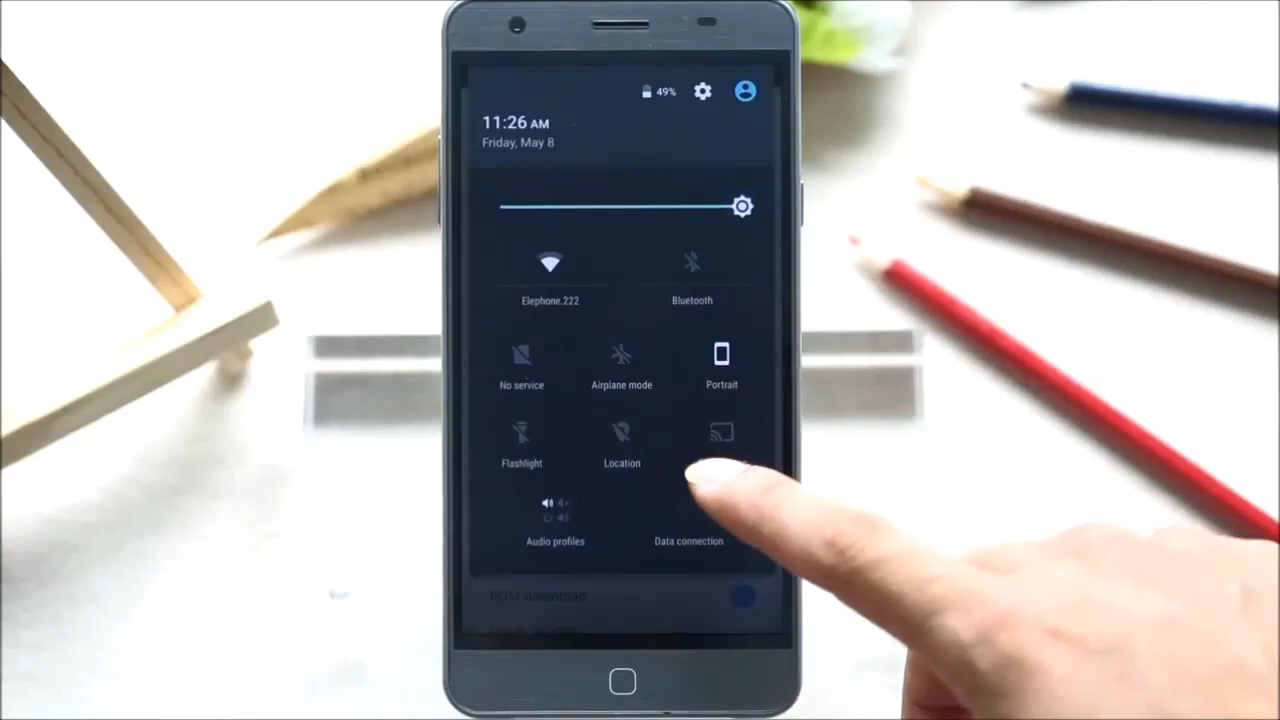 49%
11:26 AM
Friday, May 8
Elephone.222
Bluetooth
No service
Airplane mode
Portrait
Flashlight
Location
Audio profiles
Data connection
download